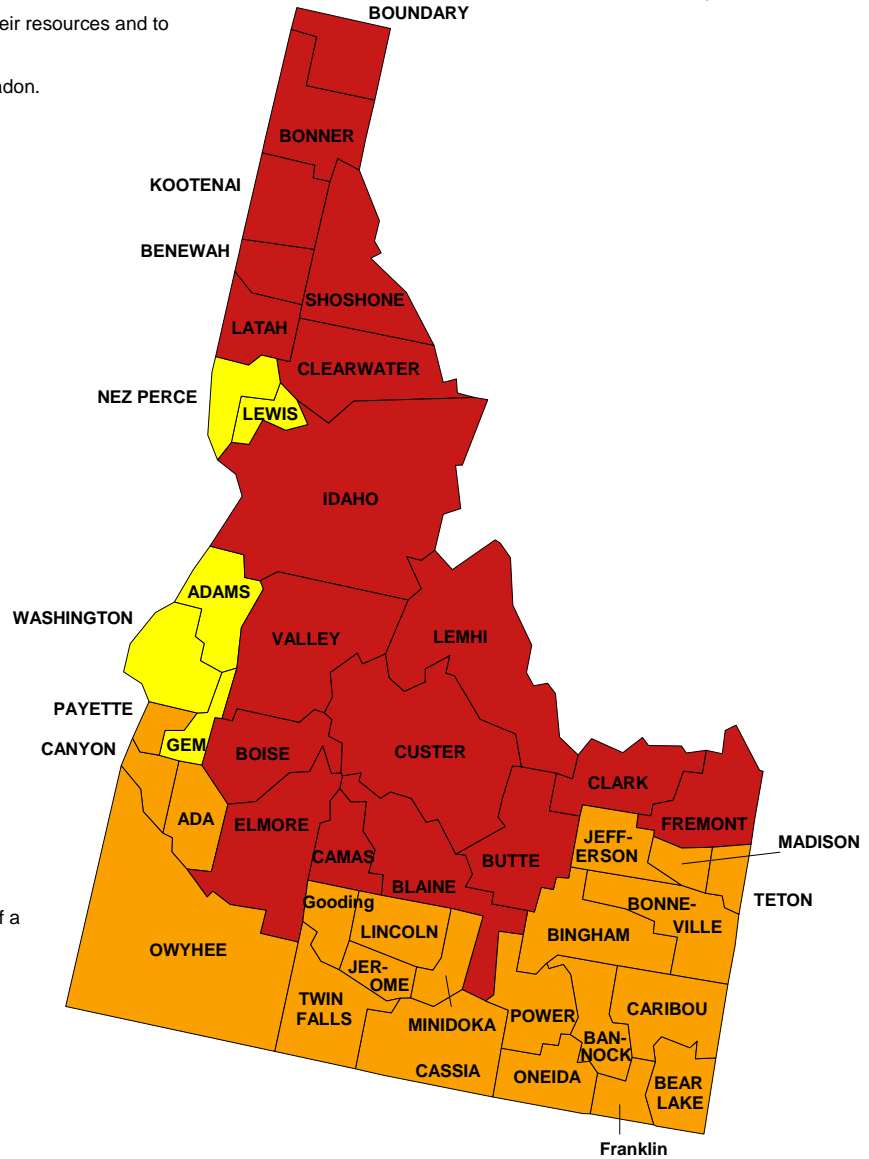 BOUNDARY
eir resources and to
adon.
BONNER
KOOTENAI
BENEWAH
SHOSHONE
LATAH
CLEARWATER
NEZ PERCE
LEWIS
IDAHO
ADAMS
WASHINGTON
VALLEY
LEMHI
PAYETTE
CANYON
GEM
BOISE
CUSTER
CLARK
ADA
ELMORE
FREMONT
JEFF-
ERSON
MADISON
CAMAS
BUTTE
BLAINE
TETON
Gooding
BONNE-
VILLE
f a
LINCOLN
BINGHAM
OWYHEE
JER-
OME
TWIN
FALLS
CARIBOU
POWER
MINIDOKA
BAN-
NOCK
CASSIA
ONEIDA
BEAR
LAKE
Franklin